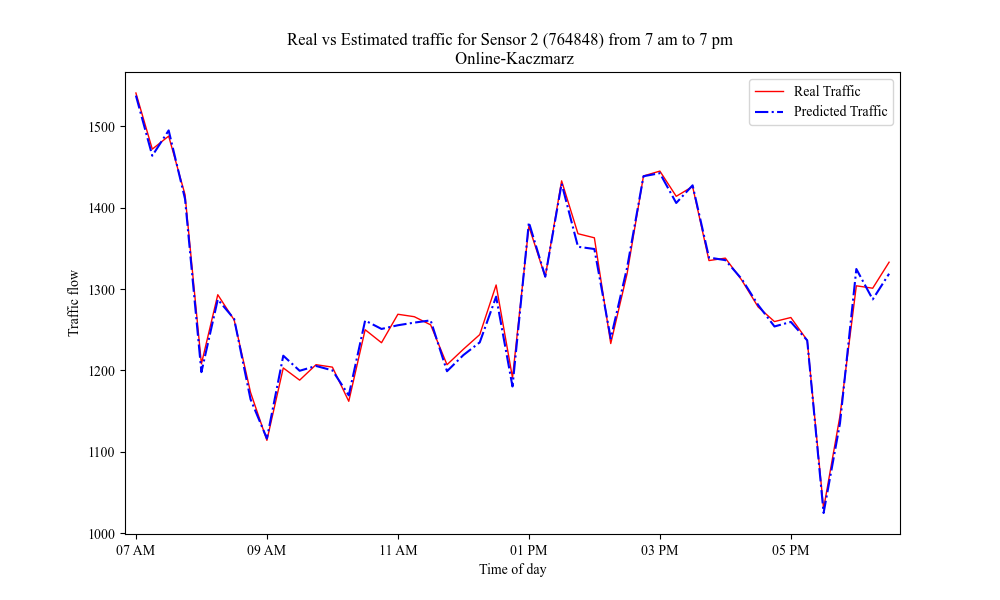 Real vs Estimated traffic for Sensor 2 (764848) from 7 am to 7 pm
Online-Kaczmarz
Real Traffic
Predicted Traffic
Traffic flow
1500
1400
1300
1200
1100
1000
07 AM
09 AM
11 AM
01 PM
03 PM
05 PM
Time of day